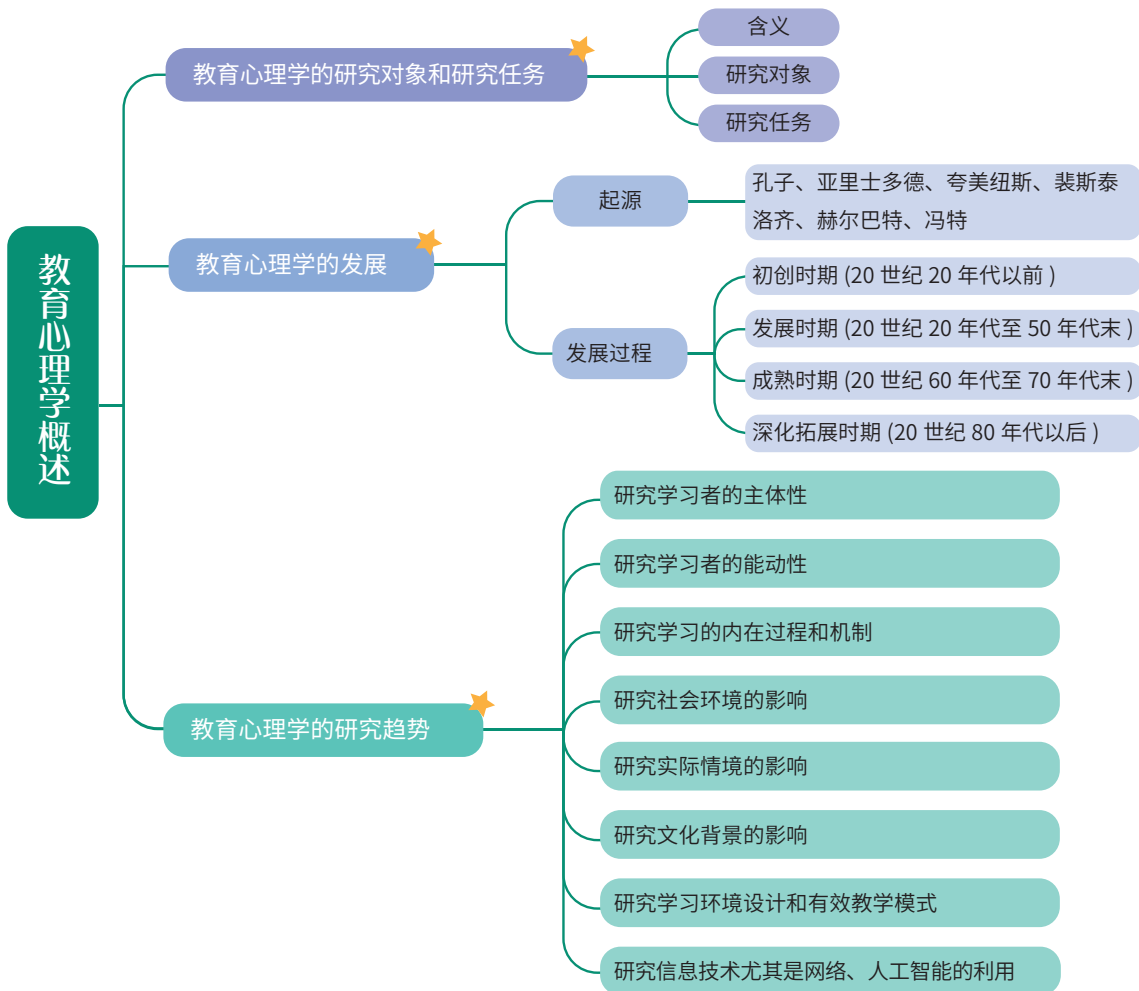 教育心理学概述
教育心理学的研究对象和研究任务
含义
研究对象
研究任务
教育心理学的发展
起源
孔子、亚里士多德、夸美纽斯、裴斯泰
洛齐、赫尔巴特、冯特
发展过程
初创时期 (20 世纪 20 年代以前 )
发展时期 (20 世纪 20 年代至 50 年代末 )
成熟时期 (20 世纪 60 年代至 70 年代末 )
深化拓展时期 (20 世纪 80 年代以后 )
教育心理学的研究趋势
研究学习者的主体性
研究学习者的能动性
研究学习的内在过程和机制
研究社会环境的影响
研究实际情境的影响
研究文化背景的影响
研究学习环境设计和有效教学模式
研究信息技术尤其是网络、人工智能的利用